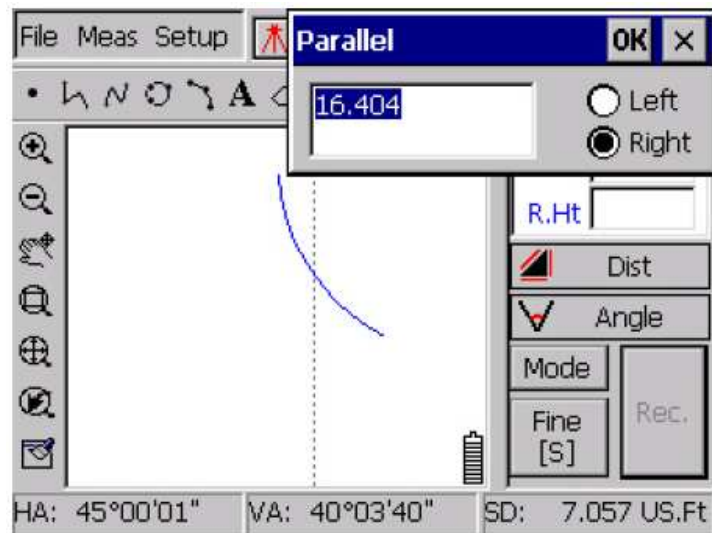 File Meas Setup
Parallel OK
16.404
Left
Right
A
R.Ht
Dist
Angle
Mode
Fine
[S]
Rec.
HA: 45°00'01" VA: 40°03'40" SD: 7.057 US.Ft